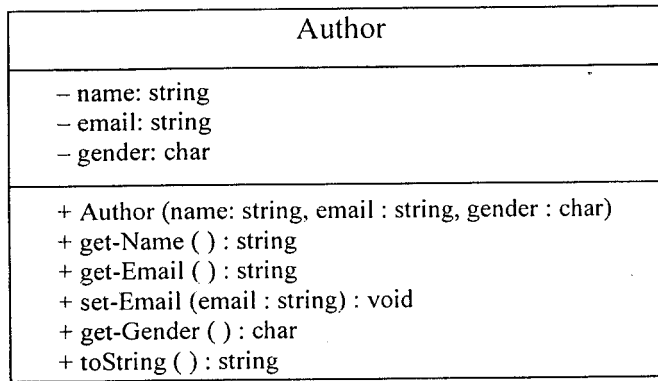 Author
– name: string
– email: string
– gender: char
+ Author (name: string, email : string, gender : char)
+ get-Name ( ) : string
+ get-Email ( ) : string
+ set-Email (email : string) : void
+ get-Gender ( ) : char
+ toString ( ) : string